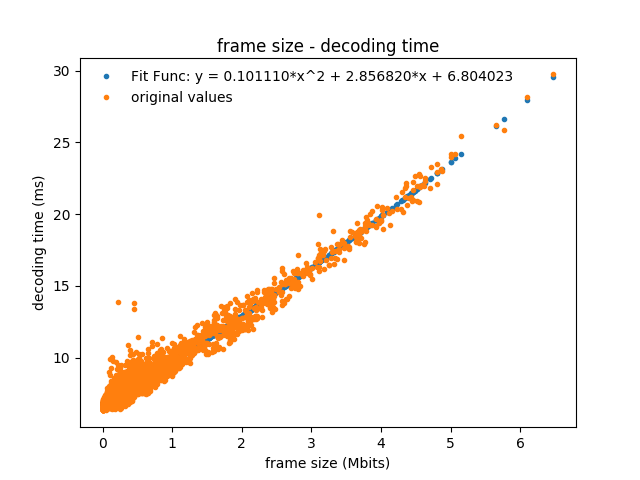 frame size - decoding time
Fit Func: y = 0.101110*x^2 + 2.856820*x + 6.804023
original values
30
25
20
15
10
decoding time (ms)
0 1 2 3 4 5 6
frame size (Mbits)